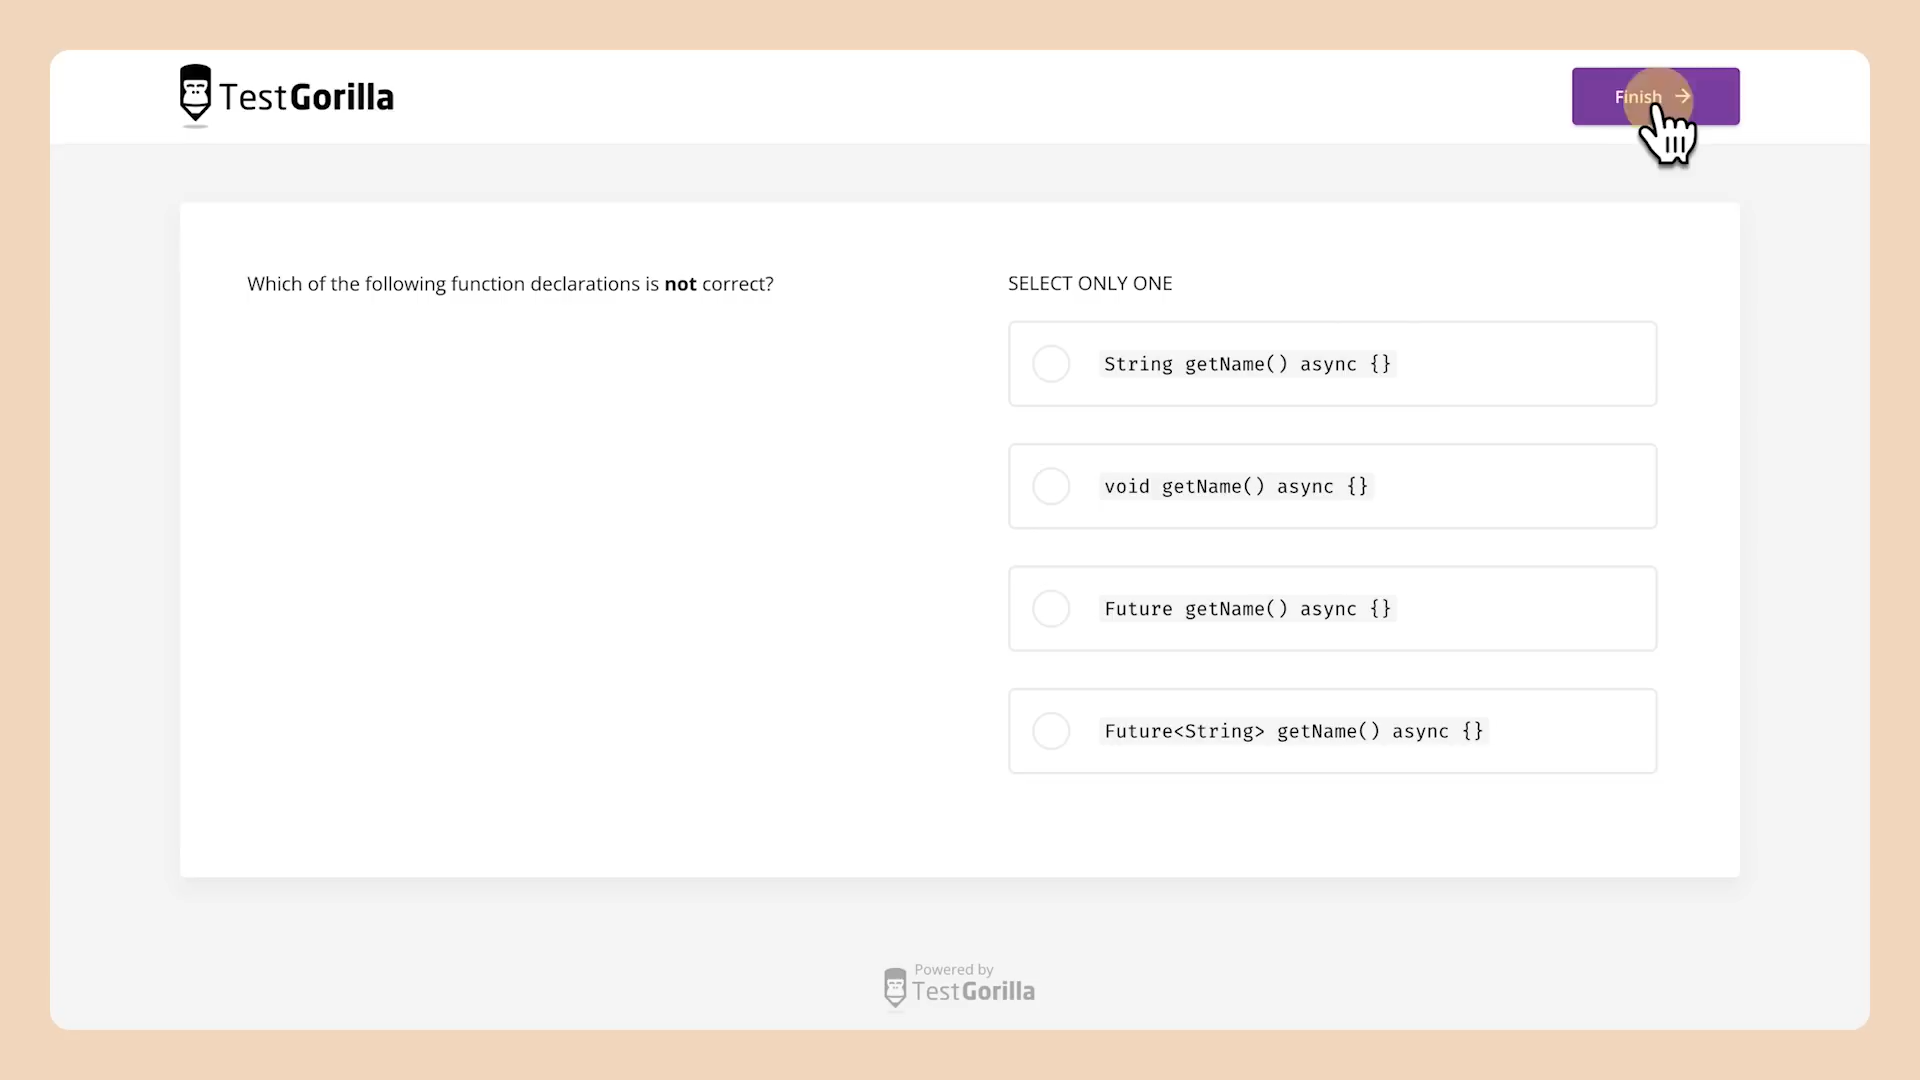 TestGorilla
Finish
Which of the following function declarations is not correct?
SELECT ONLY ONE
String getName() async {}
void getName() async {}
Future getName() async {}
Future<String> getName() async {}
Powered by
TestGorilla